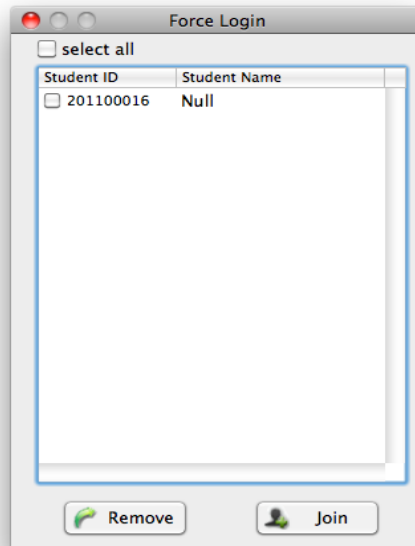 Force Login
select all
Student ID Student Name
201100016 Null
Remove Join